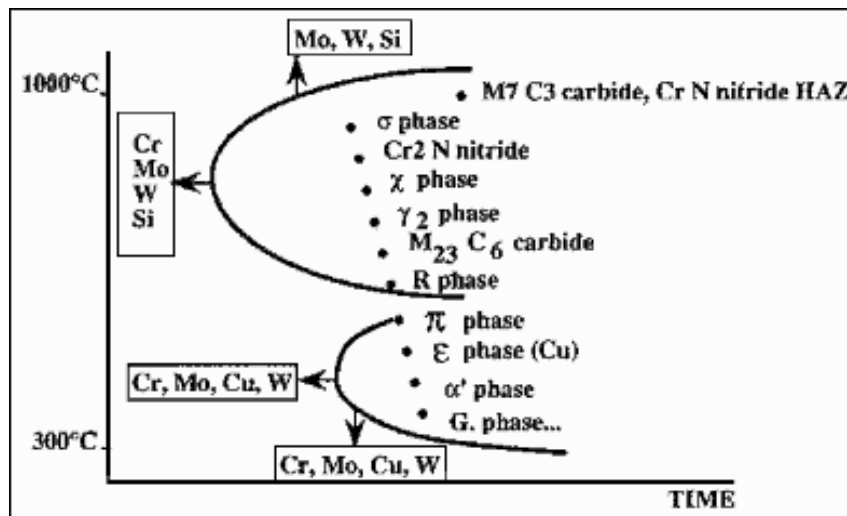 Mo, W, Si
1000°C
M7 C3 carbide, Cr N nitride HAZ
σ phase
Cr2 N nitride
χ phase
γ2 phase
M23 C6 carbide
R phase
Cr
Mo
W
Si
π phase
ε phase (Cu)
α' phase
G. phase...
Cr, Mo, Cu, W
300°C
Cr, Mo, Cu, W
TIME